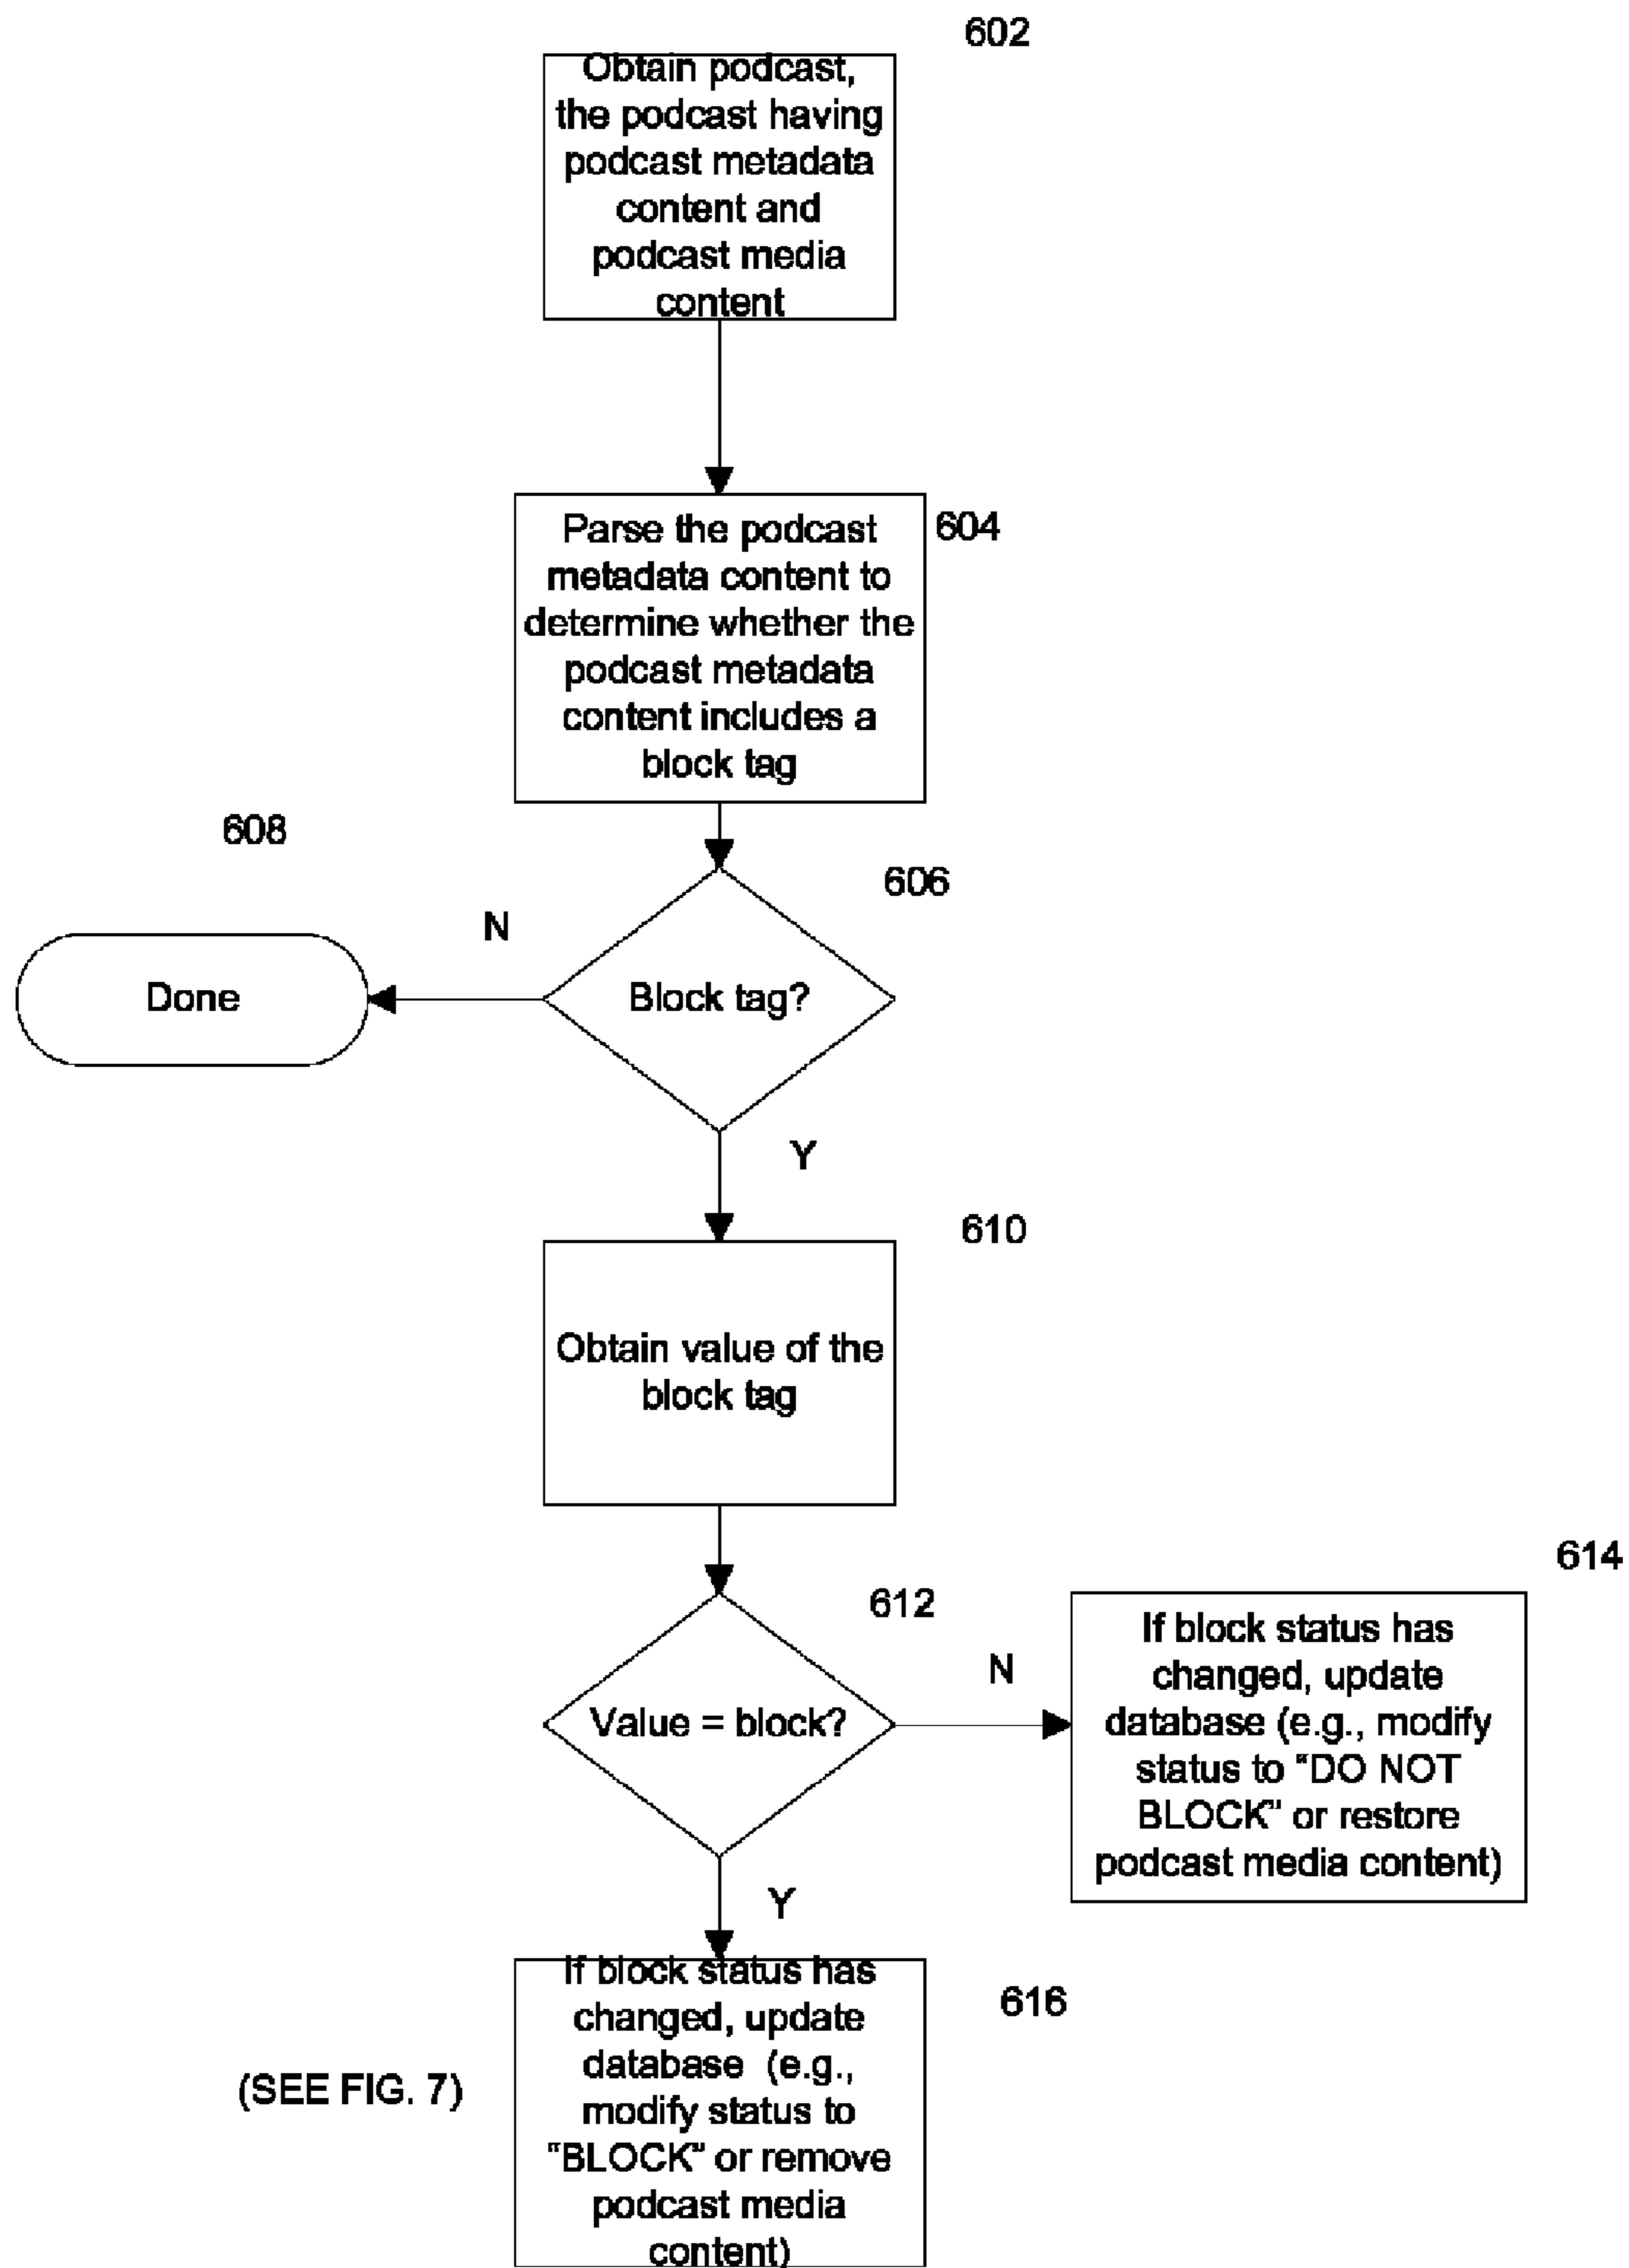 602
Obtain podcast,
the podcast having
podcast metadata
content and
podcast media
content
Parse the podcast
metadata content to
determine whether the
podcast metadata
content includes a
block tag
604
608
606
N
Done
Block tag?
Y
610
Obtain value of the
block tag
614
612
N
Value = block?
If block status has
changed, update
database (e.g., modify
status to "DO NOT
BLOCK" or restore
podcast media content)
Y
616
If block status has
changed, update
database  (e.g.,
modify status to
"BLOCK" or remove
podcast media
content)
(SEE FIG. 7)